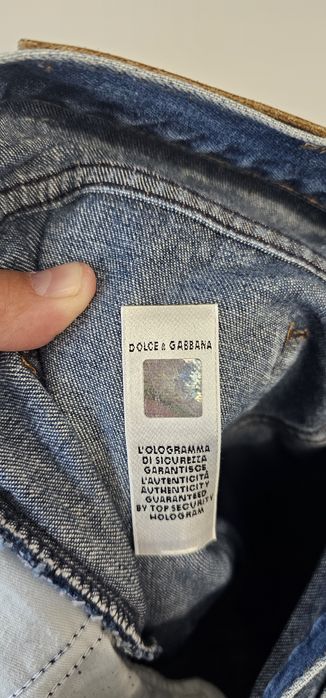 DOLCE & GABBANA
L'OLOGRAMMA
DI SICUREZZA
GARANTISCE
L'AUTENTICITÀ
AUTHENTICITY
GUARANTEED
BY TOP SECURITY
HOLOGRAM